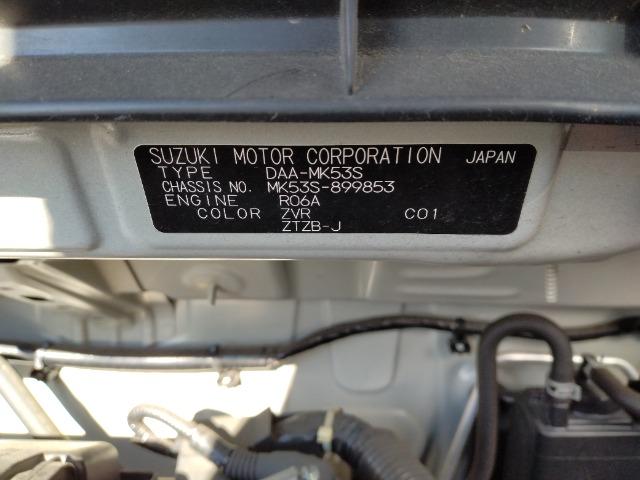 SUZUKI MOTOR CORPORATION JAPAN
TYPE DAA-MK53S
CHASSIS NO. MK53S-899853
ENGINE R06A
COLOR ZVR C01
ZTZB-J